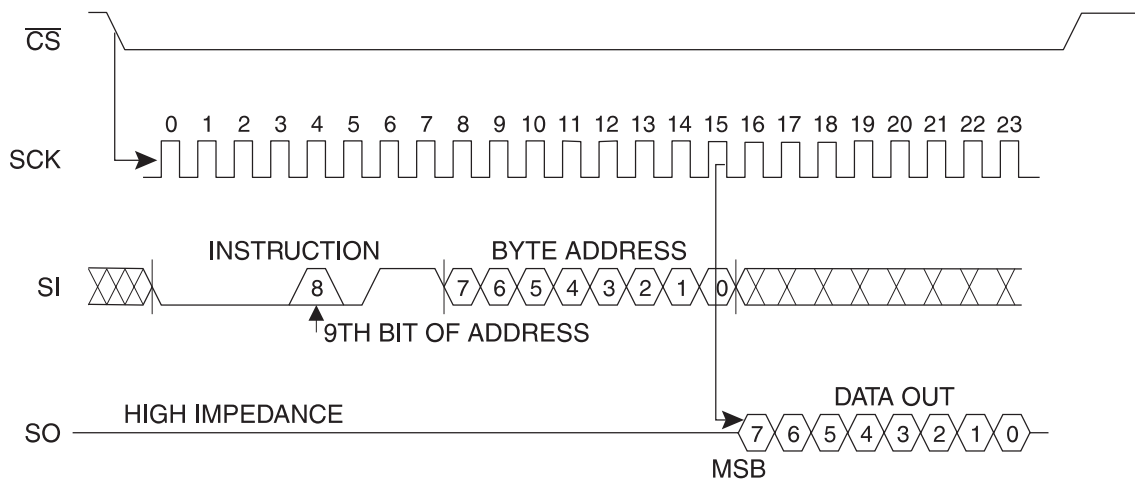 CS
0 1 2 3 4 5 6 7 8 9 10 11 12 13 14 15 16 17 18 19 20 21 22 23
SCK
INSTRUCTION BYTE ADDRESS
SI 8 7 6 5 4 3 2 1 0
9TH BIT OF ADDRESS
HIGH IMPEDANCE DATA OUT
SO 7 6 5 4 3 2 1 0
MSB